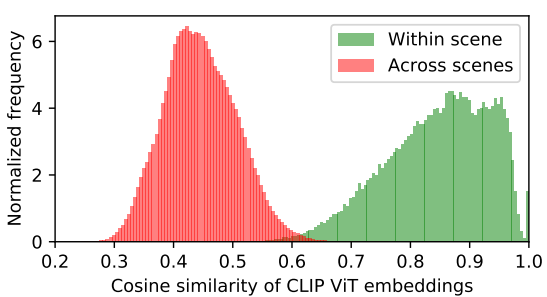 Normalized frequency
6
4
2
0
Within scene
Across scenes
0.2 0.3 0.4 0.5 0.6 0.7 0.8 0.9 1.0
Cosine similarity of CLIP ViT embeddings